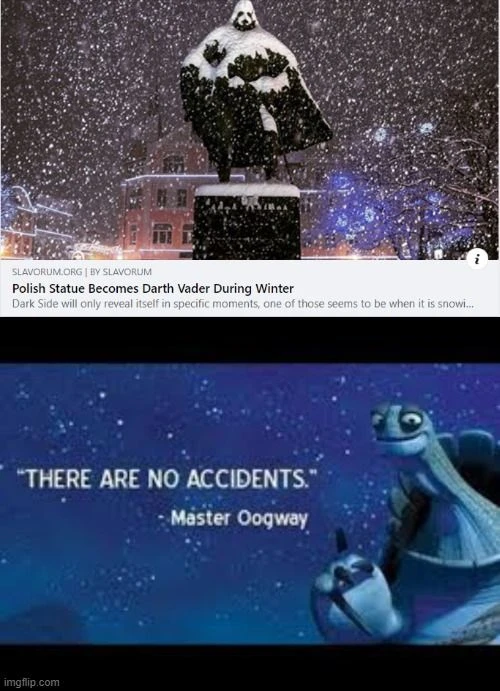 SLAVORUM.ORG | BY SLAVORUM
Polish Statue Becomes Darth Vader During Winter
Dark Side will only reveal itself in specific moments, one of those seems to be when it is snowi...
"THERE ARE NO ACCIDENTS."
- Master Oogway
imgflip.com